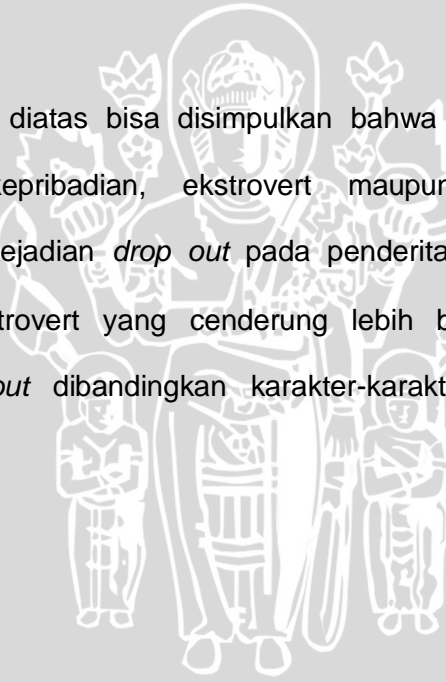 diatas bisa disimpulkan bahwa
kepribadian, ekstrovert maupun
kejadian drop out pada penderita
trovert yang cenderung lebih b
out dibandingkan karakter-karakt